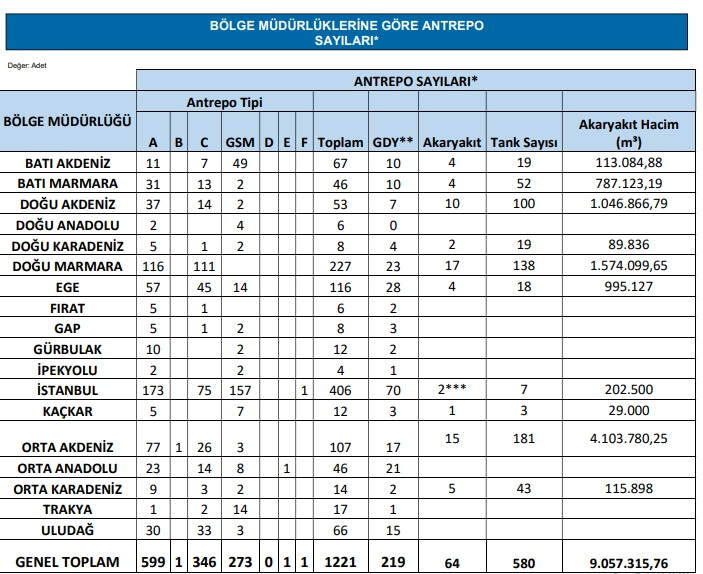 BÖLGE MÜDÜRLÜKLERİNE GÖRE ANTREPO
SAYILARI*
Değer: Adet
ANTREPO SAYILARI*
BÖLGE MÜDÜRLÜĞÜ Antrepo Tipi
A B C GSM D E F Toplam GDY** Akaryakıt Tank Sayısı Akaryakıt Hacim (m³)
BATI AKDENİZ 11 7 49 67 10 4 19 113.084,88
BATI MARMARA 31 13 2 46 10 4 52 787.123,19
DOĞU AKDENİZ 37 14 2 53 7 10 100 1.046.866,79
DOĞU ANADOLU 2 4 6 0
DOĞU KARADENİZ 5 1 2 8 4 2 19 89.836
DOĞU MARMARA 116 111 227 23 17 138 1.574.099,65
EGE 57 45 14 116 28 4 18 995.127
FIRAT 5 1 6 2
GAP 5 1 2 8 3
GÜRBULAK 10 2 12 2
İPEKYOLU 2 2 4 1
İSTANBUL 173 75 157 1 406 70 2*** 7 202.500
KAÇKAR 5 7 12 3 1 3 29.000
ORTA AKDENİZ 77 1 26 3 107 17 15 181 4.103.780,25
ORTA ANADOLU 23 14 8 1 46 21
ORTA KARADENİZ 9 3 2 14 2 5 43 115.898
TRAKYA 1 2 14 17 1
ULUDAĞ 30 33 3 66 15
GENEL TOPLAM 599 1 346 273 0 1 1 1221 219 64 580 9.057.315,76